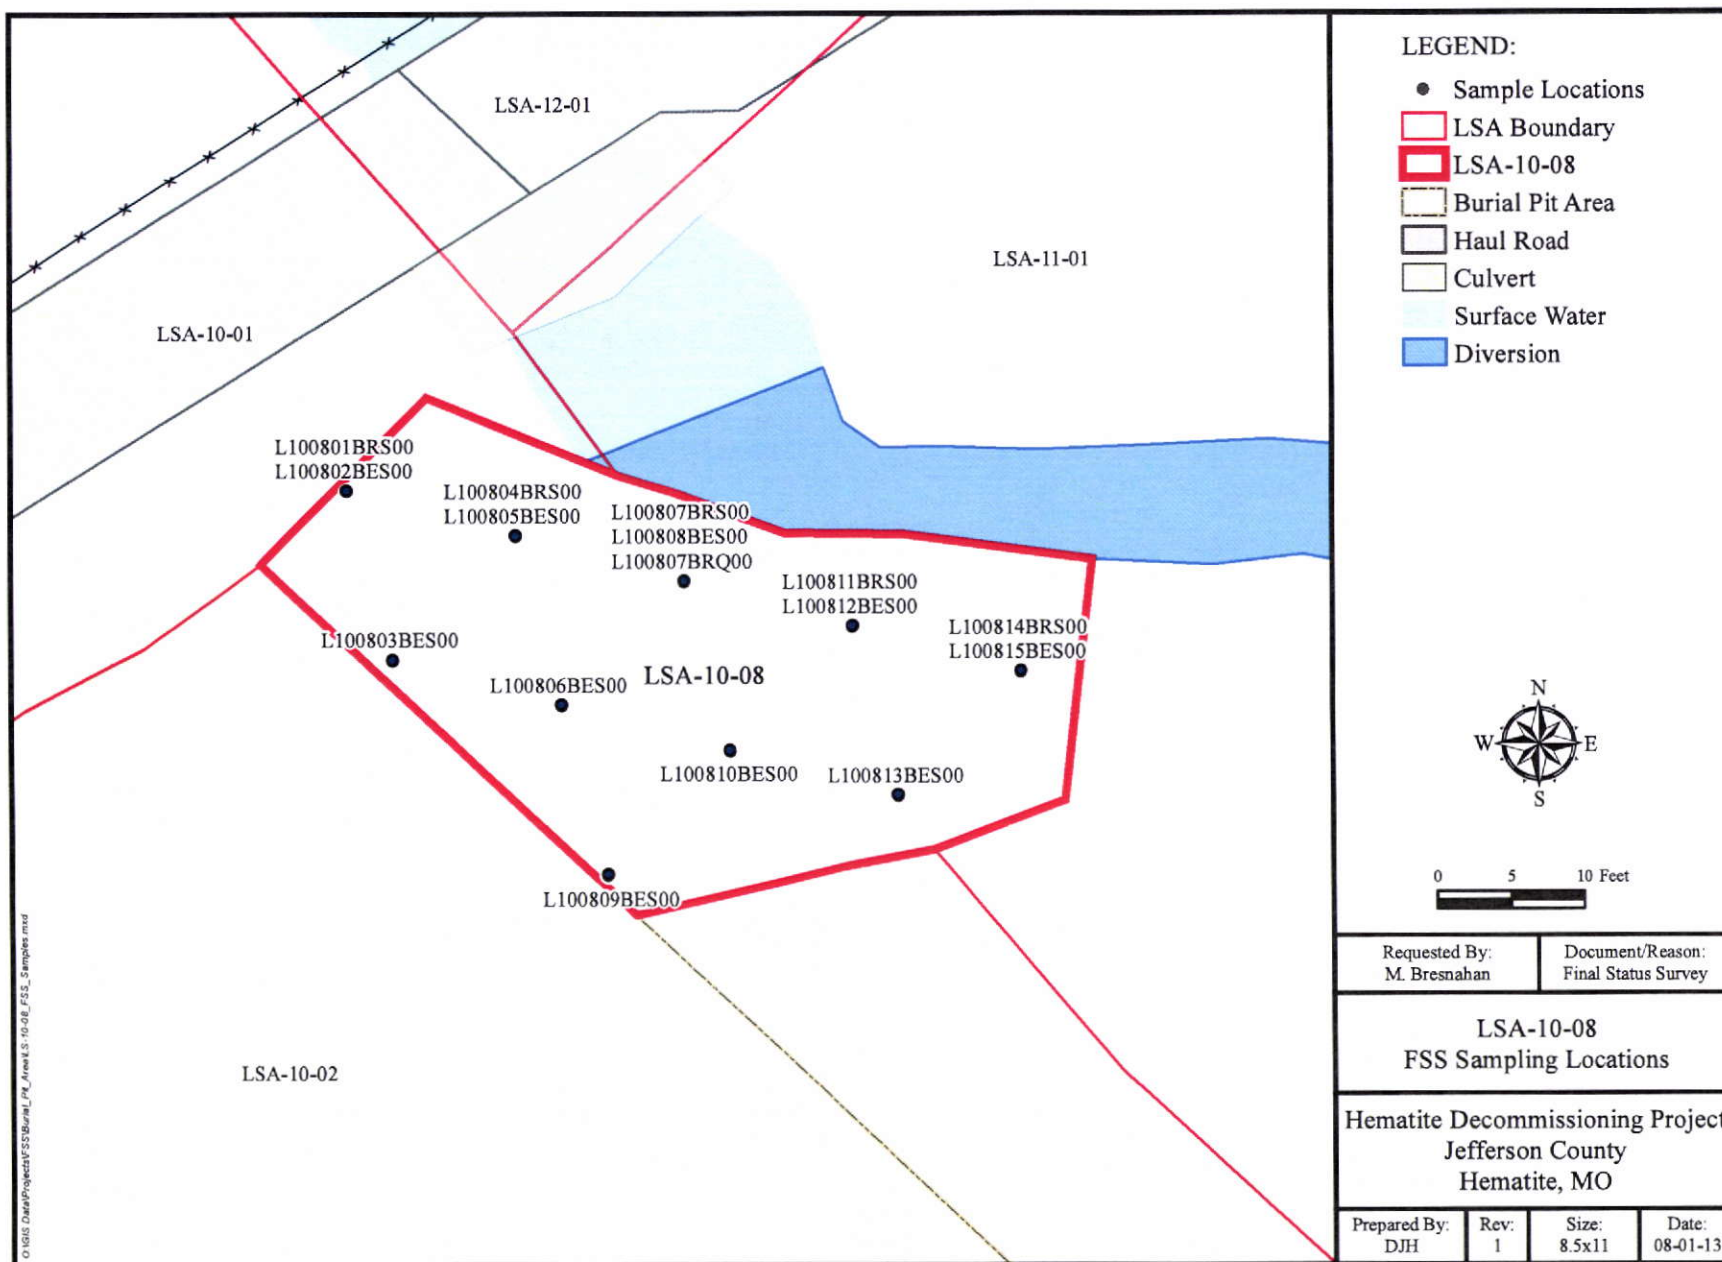 LSA-12-01
LSA-11-01
LSA-10-01
L100801BRS00
L100802BES00
L100804BRS00
L100805BES00
L100807BRS00
L100808BES00
L100807BRQ00
L100811BRS00
L100812BES00
L100814BRS00
L100815BES00
L100803BES00
L100806BES00
LSA-10-08
L100810BES00
L100813BES00
L100809BES00
LSA-10-02
LEGEND:
Sample Locations
LSA Boundary
LSA-10-08
Burial Pit Area
Haul Road
Culvert
Surface Water
Diversion
N
W E
S
0 5 10 Feet
Requested By:
M. Bresnahan
Document/Reason:
Final Status Survey
LSA-10-08
FSS Sampling Locations
Hematite Decommissioning Project
Jefferson County
Hematite, MO
Prepared By:
DJH
Rev:
1
Size:
8.5x11
Date:
08-01-13